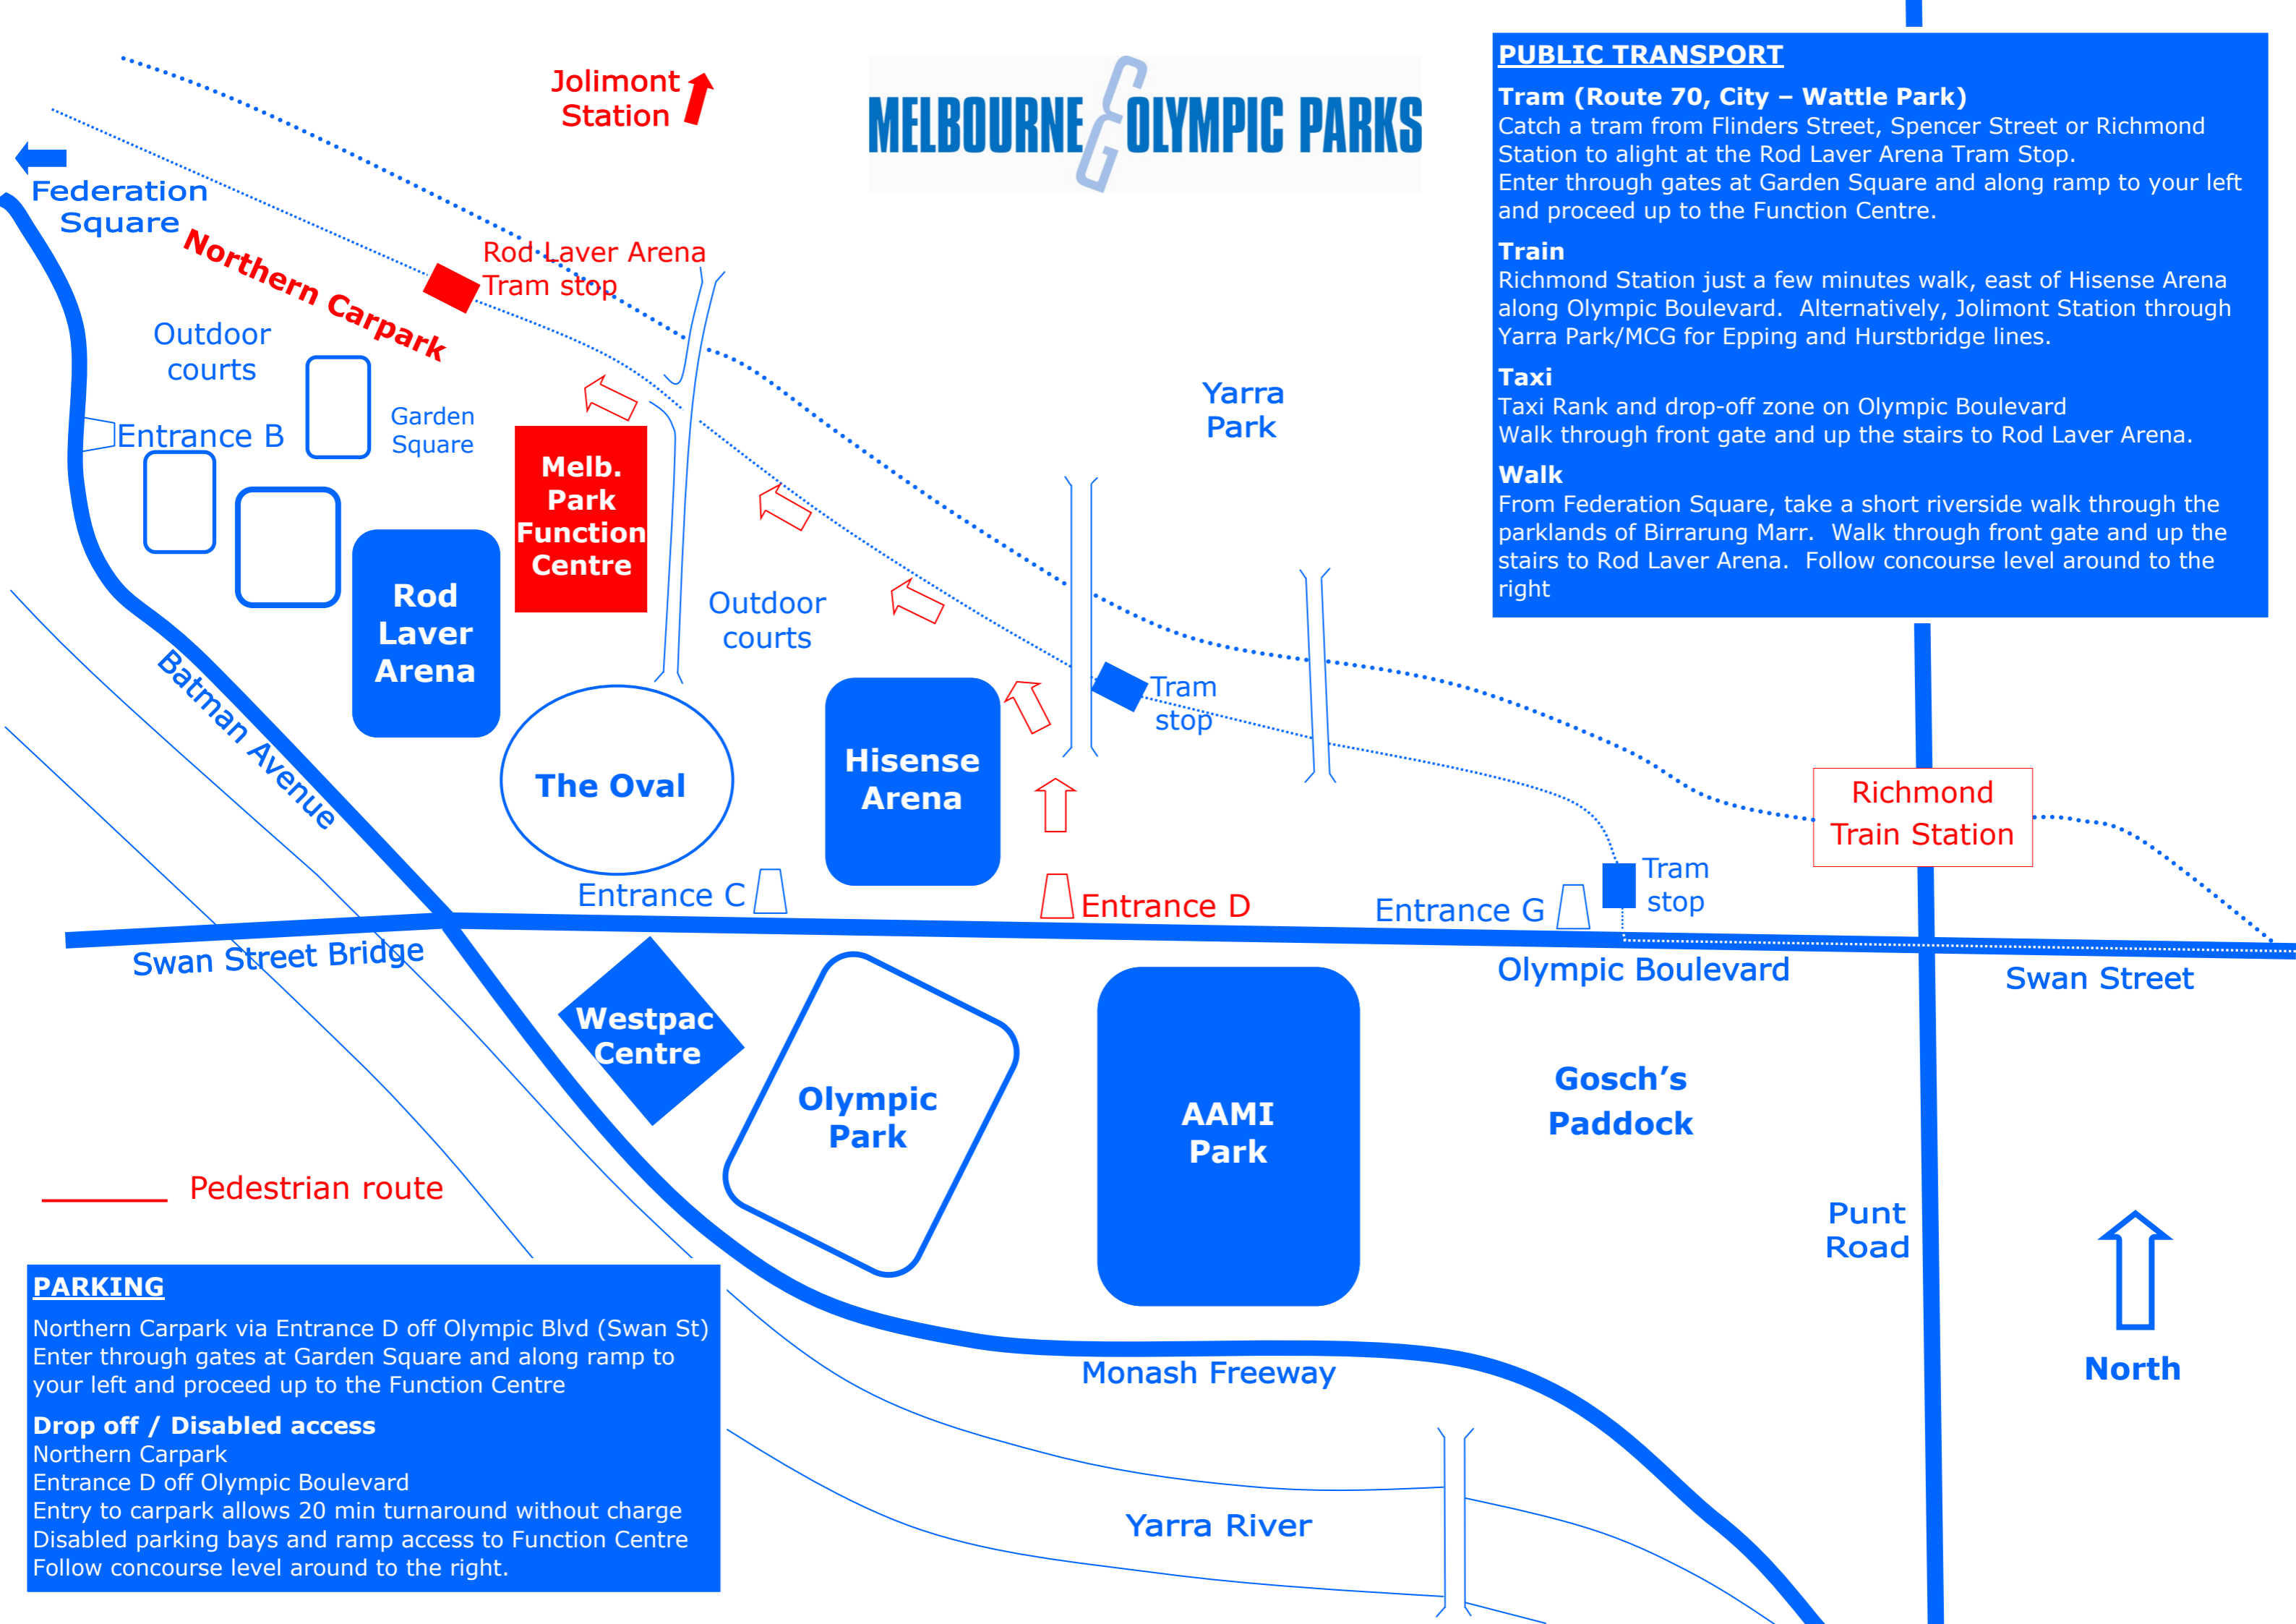 Jolimont
Station
MELBOURNE & OLYMPIC PARKS
PUBLIC TRANSPORT
Tram (Route 70, City – Wattle Park)
Catch a tram from Flinders Street, Spencer Street or Richmond
Station to alight at the Rod Laver Arena Tram Stop.
Enter through gates at Garden Square and along ramp to your left
and proceed up to the Function Centre.
Train
Richmond Station just a few minutes walk, east of Hisense Arena
along Olympic Boulevard.  Alternatively, Jolimont Station through
Yarra Park/MCG for Epping and Hurstbridge lines.
Taxi
Taxi Rank and drop-off zone on Olympic Boulevard
Walk through front gate and up the stairs to Rod Laver Arena.
Walk
From Federation Square, take a short riverside walk through the
parklands of Birrarung Marr.  Walk through front gate and up the
stairs to Rod Laver Arena.  Follow concourse level around to the
right
Federation
Square
Northern Carpark
Rod Laver Arena
Tram stop
Outdoor
courts
Garden
Square
Entrance B
Yarra
Park
Melb.
Park
Function
Centre
Rod
Laver
Arena
Outdoor
courts
Batman Avenue
The Oval
Hisense
Arena
Tram
stop
Richmond
Train Station
Entrance C
Entrance D
Entrance G
Tram
stop
Swan Street Bridge
Olympic Boulevard
Swan Street
Westpac
Centre
Olympic
Park
AAMI
Park
Gosch’s
Paddock
Pedestrian route
Punt
Road
North
Monash Freeway
Yarra River
PARKING
Northern Carpark via Entrance D off Olympic Blvd (Swan St)
Enter through gates at Garden Square and along ramp to
your left and proceed up to the Function Centre
Drop off / Disabled access
Northern Carpark
Entrance D off Olympic Boulevard
Entry to carpark allows 20 min turnaround without charge
Disabled parking bays and ramp access to Function Centre
Follow concourse level around to the right.